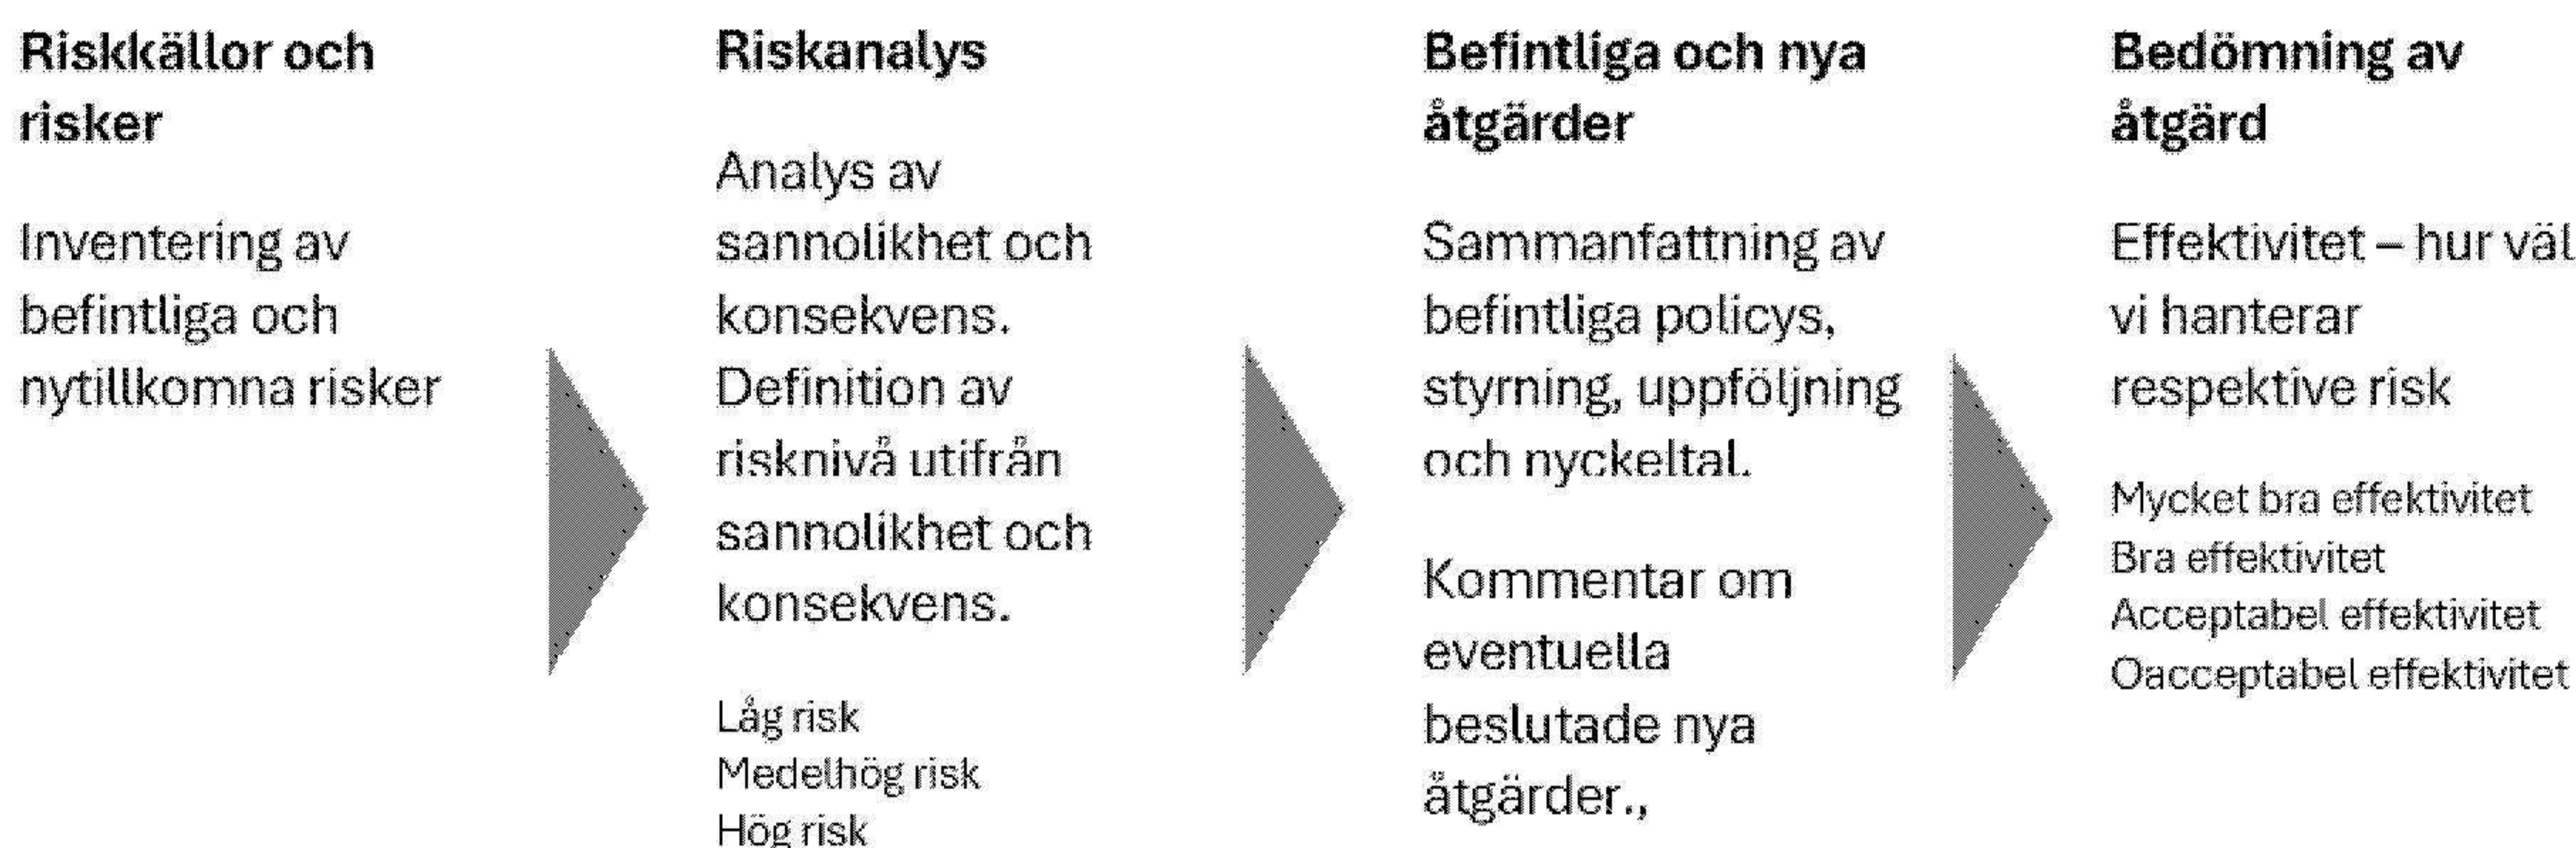 Riskkällor och
risker
Inventering av
befintliga och
nytillkomna risker
Riskanalys
Analys av
sannolikhet och
konsekvens.
Definition av
risknivå utifrån
sannolikhet och
konsekvens.
Låg risk
Medelhög risk
Hög risk
Befintliga och nya
åtgärder
Sammanfattning av
befintliga policys,
styrning, uppföljning
och nyckeltal.
Kommentar om
eventuella
beslutade nya
åtgärder.,
Bedömning av
åtgärd
Effektivitet – hur väl
vi hanterar
respektive risk
Mycket bra effektivitet
Bra effektivitet
Acceptabel effektivitet
Oacceptabel effektivitet